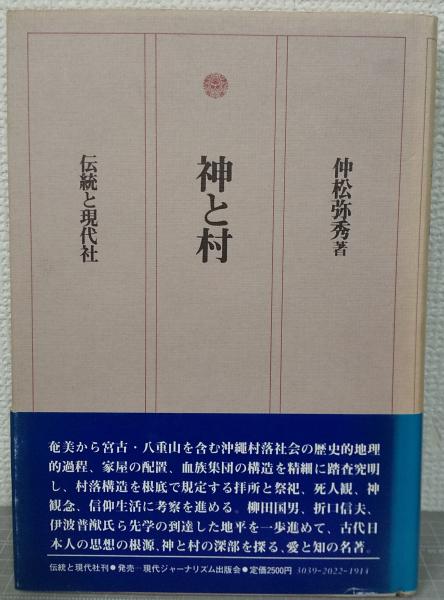 仲松弥秀著
神と村
伝統と現代社
奄美から宮古・八重山を含む沖縄村落社会の歴史的地理
的過程、家屋の配置、血族集団の構造を精細に踏査究明
し、村落構造を根底で規定する拝所と祭祀、死人観、神
観念、信仰生活に考察を進める。柳田国男、折口信夫、
伊波普猷氏ら先学の到達した地平を一歩進めて、古代日
本人の思想の根源、神と村の深部を探る、愛と知の名著。
伝統と現代社刊●発売―現代ジャーナリズム出版会●定価2500円 3039-2022-1914